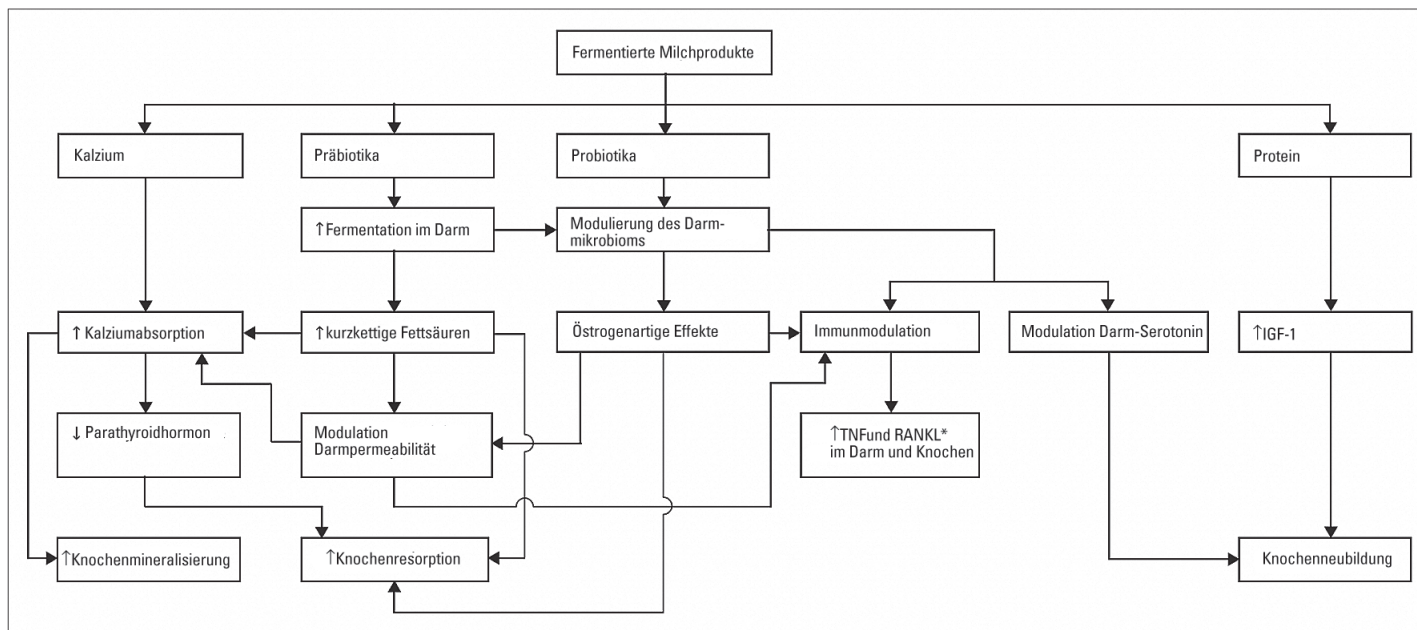 Fermentierte Milchprodukte
Kalzium
Präbiotika
Probiotika
Protein
↑Fermentation im Darm
Modulierung des Darm-
mikrobioms
↑ Kalziumabsorption
↑kurzkettige Fettsäuren
Östrogenartige Effekte
Immunmodulation
Modulation Darm-Serotonin
↑IGF-1
↓ Parathyroidhormon
Modulation
Darmpermeabilität
↑TNFund RANKL*
im Darm und Knochen
↑Knochenmineralisierung
↑Knochenresorption
Knochenneubildung